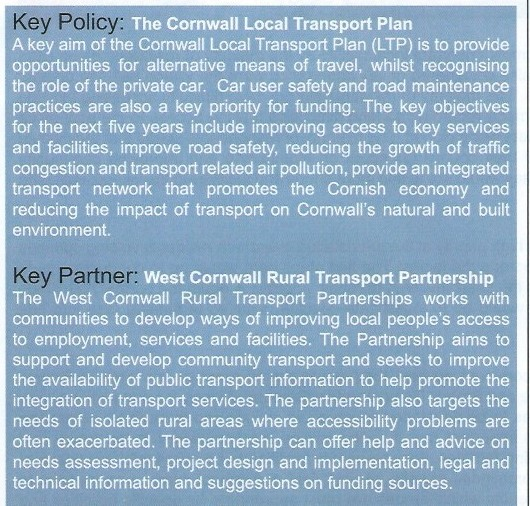 Key Policy: The Cornwall Local Transport Plan
A key aim of the Cornwall Local Transport Plan (LTP) is to provide
opportunities for alternative means of travel, whilst recognising
the role of the private car. Car user safety and road maintenance
practices are also a key priority for funding. The key objectives
for the next five years include improving access to key services
and facilities, improve road safety, reducing the growth of traffic
congestion and transport related air pollution, provide an integrated
transport network that promotes the Cornish economy and
reducing the impact of transport on Cornwall's natural and built
environment.
Key Partner: West Cornwall Rural Transport Partnership
The West Cornwall Rural Transport Partnerships works with
communities to develop ways of improving local people's access
to employment, services and facilities. The Partnership aims to
support and develop community transport and seeks to improve
the availability of public transport information to help promote the
integration of transport services. The partnership also targets the
needs of isolated rural areas where accessibility problems are
often exacerbated. The partnership can offer help and advice on
needs assessment, project design and implementation, legal and
technical information and suggestions on funding sources.